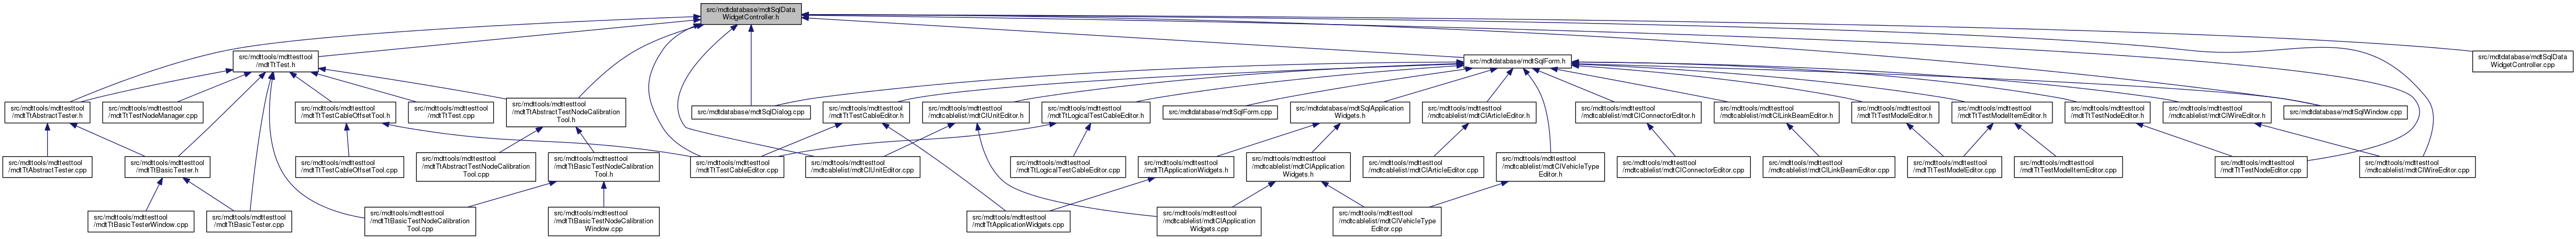 src/mdtdatabase/mdtSqlData
WidgetController.h
src/mdttools/mdttesttool
/mdtTtTest.h
src/mdtdatabase/mdtSqlForm.h
src/mdtdatabase/mdtSqlData
WidgetController.cpp
src/mdttools/mdttesttool
/mdtTtAbstractTester.h
src/mdttools/mdttesttool
/mdtTtTestNodeManager.cpp
src/mdttools/mdttesttool
/mdtTtTestCableOffsetTool.h
src/mdttools/mdttesttool
/mdtTtTest.cpp
src/mdttools/mdttesttool
/mdtTtAbstractTestNodeCalibration
Tool.h
src/mdtdatabase/mdtSqlDialog.cpp
src/mdttools/mdttesttool
/mdtTtTestCableEditor.h
src/mdttools/mdttesttool
/mdtcablelist/mdtClUnitEditor.h
src/mdttools/mdttesttool
/mdtTtLogicalTestCableEditor.h
src/mdtdatabase/mdtSqlForm.cpp
src/mdtdatabase/mdtSqlApplication
Widgets.h
src/mdttools/mdttesttool
/mdtcablelist/mdtClArticleEditor.h
src/mdttools/mdttesttool
/mdtcablelist/mdtClConnectorEditor.h
src/mdttools/mdttesttool
/mdtcablelist/mdtClLinkBeamEditor.h
src/mdttools/mdttesttool
/mdtTtTestModelEditor.h
src/mdttools/mdttesttool
/mdtTtTestModelItemEditor.h
src/mdttools/mdttesttool
/mdtTtTestNodeEditor.h
src/mdttools/mdttesttool
/mdtcablelist/mdtClWireEditor.h
src/mdtdatabase/mdtSqlWindow.cpp
src/mdttools/mdttesttool
/mdtTtAbstractTester.cpp
src/mdttools/mdttesttool
/mdtTtBasicTester.h
src/mdttools/mdttesttool
/mdtTtTestCableOffsetTool.cpp
src/mdttools/mdttesttool
/mdtTtAbstractTestNodeCalibration
Tool.cpp
src/mdttools/mdttesttool
/mdtTtBasicTestNodeCalibration
Tool.h
src/mdttools/mdttesttool
/mdtTtTestCableEditor.cpp
src/mdttools/mdttesttool
/mdtcablelist/mdtClUnitEditor.cpp
src/mdttools/mdttesttool
/mdtTtLogicalTestCableEditor.cpp
src/mdttools/mdttesttool
/mdtTtApplicationWidgets.h
src/mdttools/mdttesttool
/mdtcablelist/mdtClApplication
Widgets.h
src/mdttools/mdttesttool
/mdtcablelist/mdtClArticleEditor.cpp
src/mdttools/mdttesttool
/mdtcablelist/mdtClVehicleType
Editor.h
src/mdttools/mdttesttool
/mdtcablelist/mdtClConnectorEditor.cpp
src/mdttools/mdttesttool
/mdtcablelist/mdtClLinkBeamEditor.cpp
src/mdttools/mdttesttool
/mdtTtTestModelEditor.cpp
src/mdttools/mdttesttool
/mdtTtTestModelItemEditor.cpp
src/mdttools/mdttesttool
/mdtTtTestNodeEditor.cpp
src/mdttools/mdttesttool
/mdtcablelist/mdtClWireEditor.cpp
src/mdttools/mdttesttool
/mdtTtBasicTesterWindow.cpp
src/mdttools/mdttesttool
/mdtTtBasicTester.cpp
src/mdttools/mdttesttool
/mdtTtBasicTestNodeCalibration
Tool.cpp
src/mdttools/mdttesttool
/mdtTtBasicTestNodeCalibration
Window.cpp
src/mdttools/mdttesttool
/mdtTtApplicationWidgets.cpp
src/mdttools/mdttesttool
/mdtcablelist/mdtClApplication
Widgets.cpp
src/mdttools/mdttesttool
/mdtcablelist/mdtClVehicleType
Editor.cpp